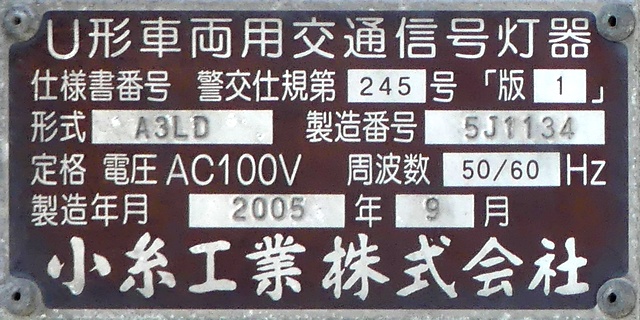 U形車両用交通信号灯器
仕様書番号 警交仕規第 245 号 「版 1 」
形式 A3LD 製造番号 5J1134
定格 電圧 AC100V 周波数 50/60 Hz
製造年月 2005 年 9 月
小糸工業株式会社